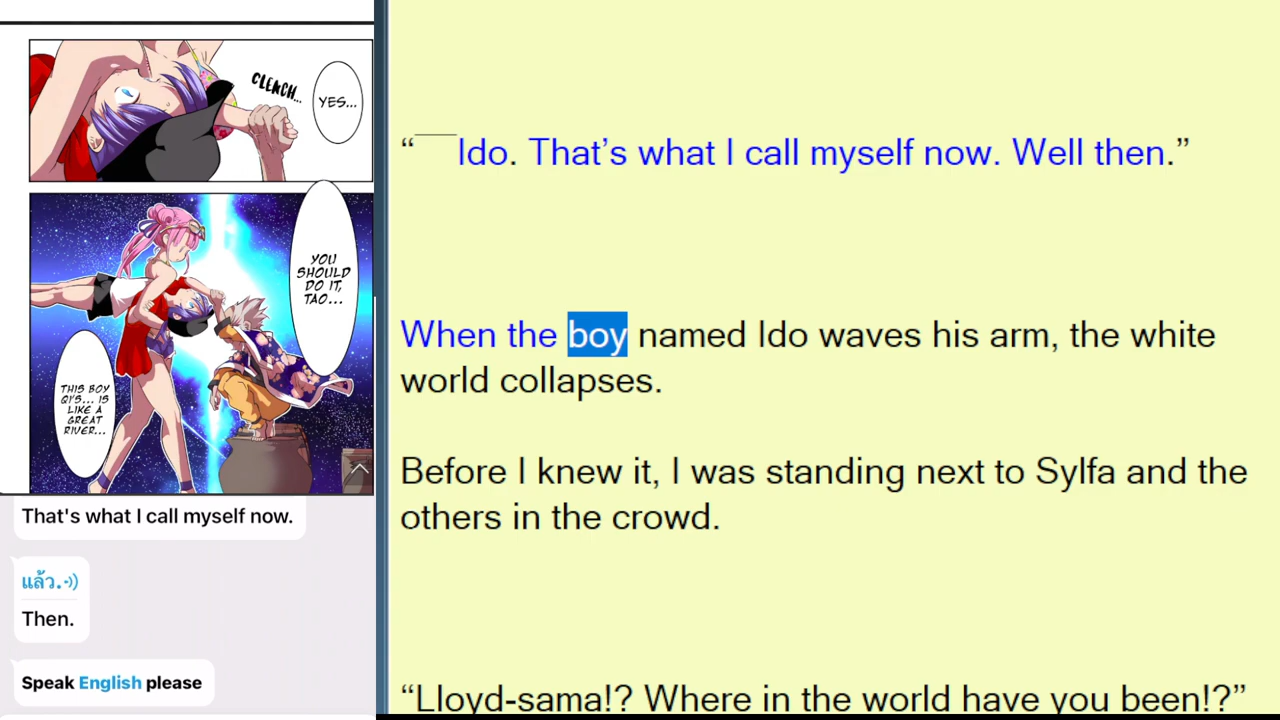 CLENCH...
YES...
YOU
SHOULD
DO IT,
TAO...
THIS BOY
QI'S... IS
LIKE A
GREAT
RIVER...
That's what I call myself now.
แล้ว.
Then.
Speak English please
“￣Ido. That’s what I call myself now. Well then.”
When the boy named Ido waves his arm, the white
world collapses.
Before I knew it, I was standing next to Sylfa and the
others in the crowd.
“Lloyd-sama!? Where in the world have you been!?”